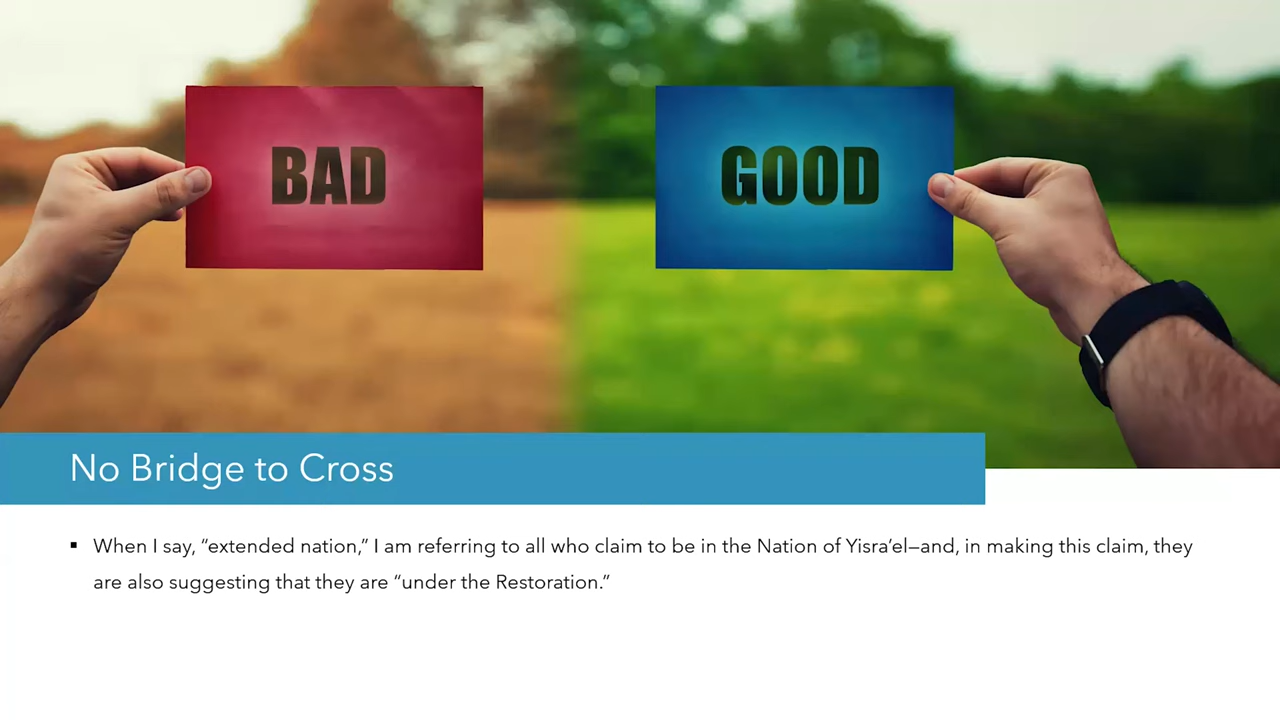 BAD
GOOD
No Bridge to Cross
▪ When I say, “extended nation,” I am referring to all who claim to be in the Nation of Yisra’el—and, in making this claim, they
are also suggesting that they are “under the Restoration.”